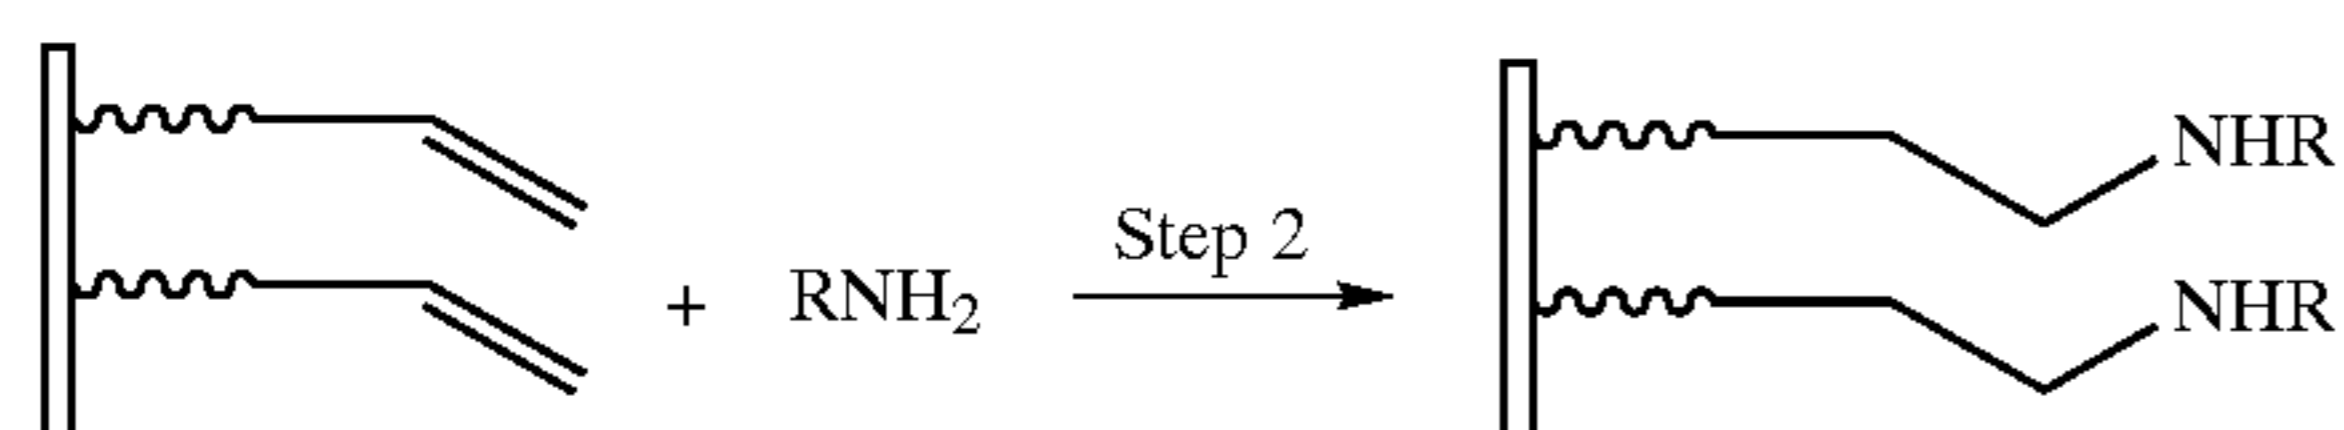 NHR
Step 2
+ RNH₂
NHR